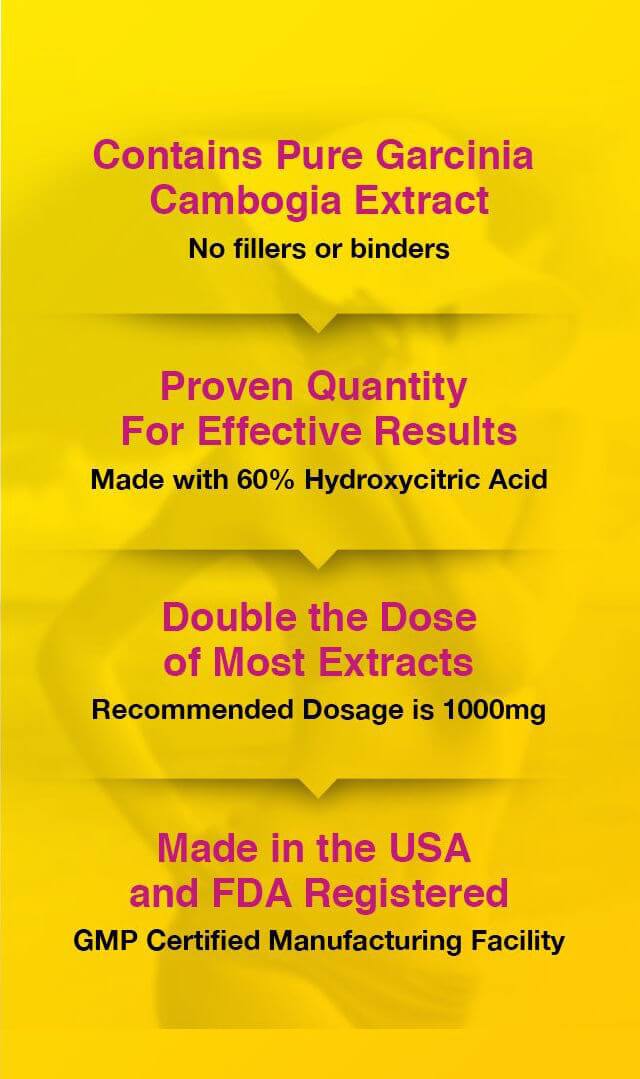 Contains Pure Garcinia
Cambogia Extract
No fillers or binders
Proven Quantity
For Effective Results
Made with 60% Hydroxycitric Acid
Double the Dose
of Most Extracts
Recommended Dosage is 1000mg
Made in the USA
and FDA Registered
GMP Certified Manufacturing Facility